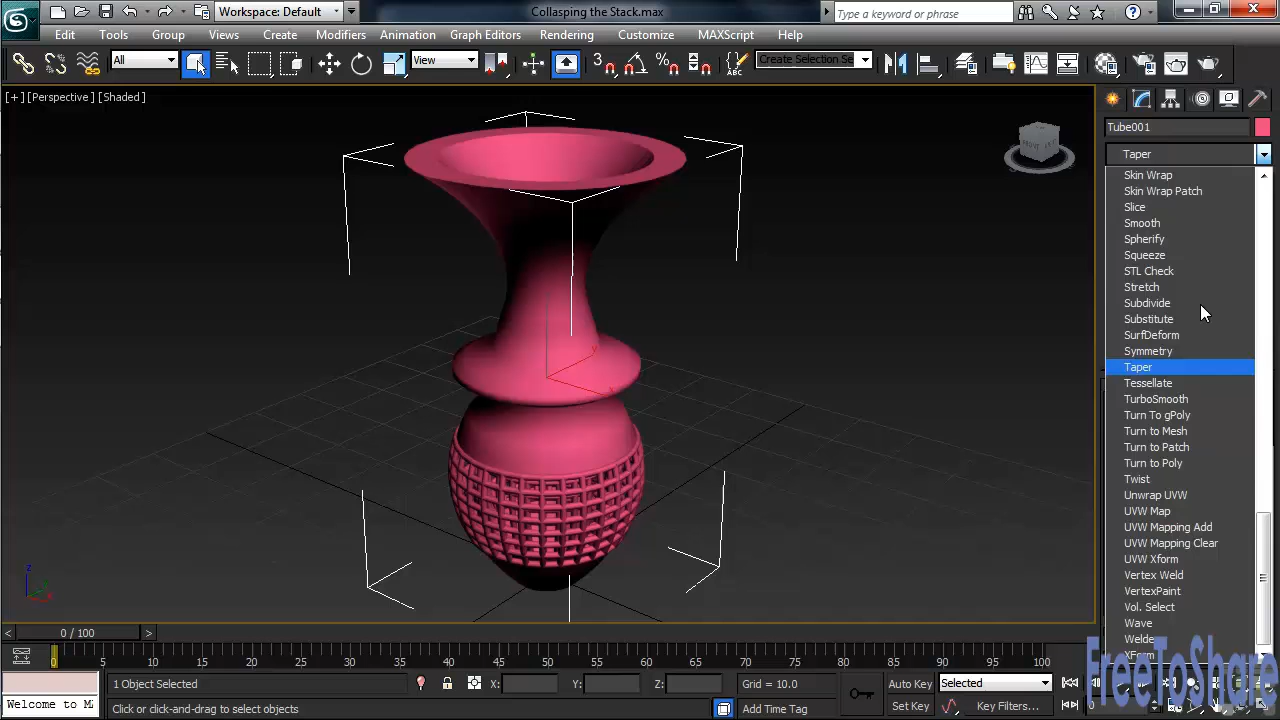 Workspace: Default
Collasping the Stack.max
Type a keyword or phrase
Edit Tools Group Views Create Modifiers Animation Graph Editors Rendering Customize MAXScript Help
All
View
3
Create Selection Se
[+] [Perspective] [Shaded]
Tube001
Taper
Skin Wrap
Skin Wrap Patch
Slice
Smooth
Spherify
Squeeze
STL Check
Stretch
Subdivide
Substitute
SurfDeform
Symmetry
Taper
Tessellate
TurboSmooth
Turn To gPoly
Turn to Mesh
Turn to Patch
Turn to Poly
Twist
Unwrap UVW
UVW Map
UVW Mapping Add
UVW Mapping Clear
UVW Xform
Vertex Weld
VertexPaint
Vol. Select
Wave
Welde
XForm
z
y
x
< 0 / 100 >
0 5 10 15 20 25 30 35 40 45 50 55 60 65 70 75 80 85 90 95 100
1 Object Selected
X: Y: Z:
Grid = 10.0
Auto Key
Selected
Welcome to M
Click or click-and-drag to select objects
Add Time Tag
Set Key
Key Filters...
0
FreeToShare